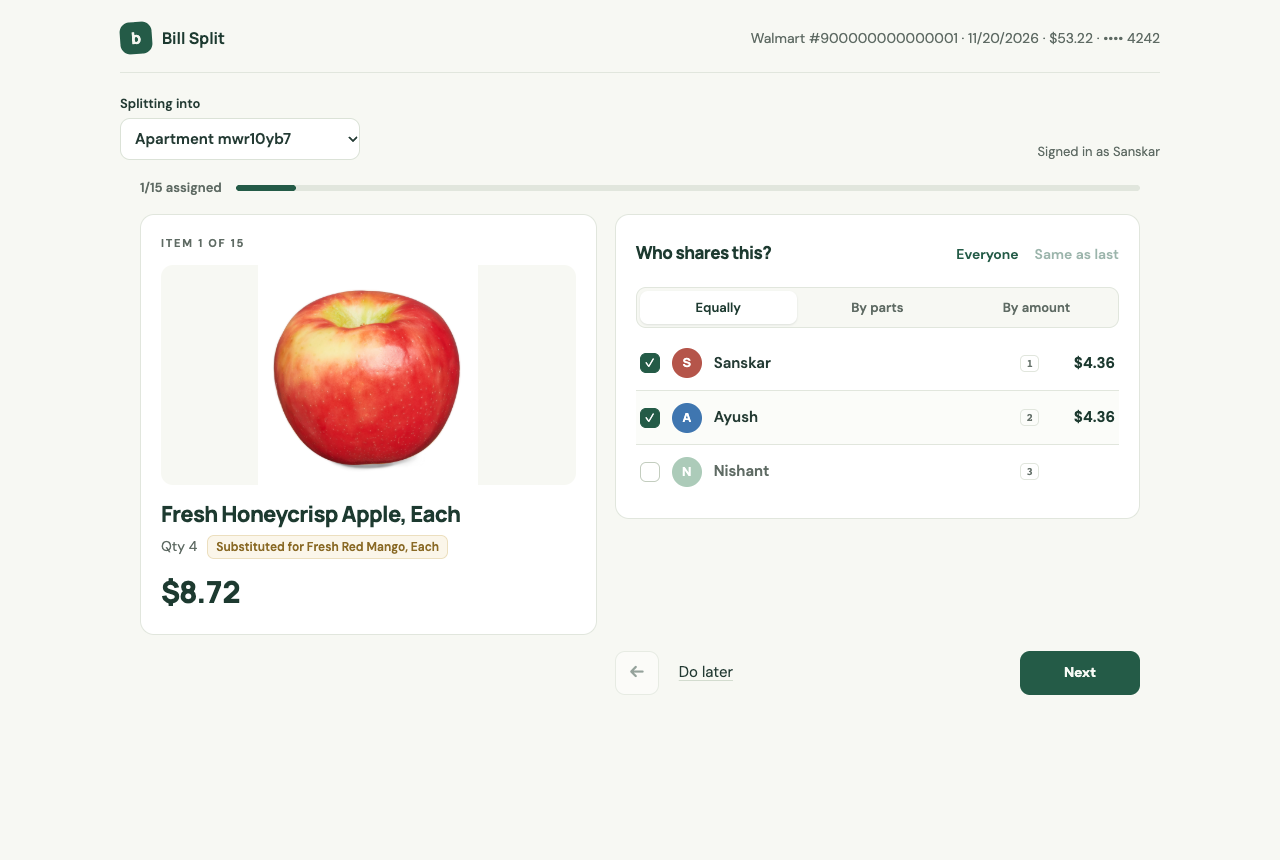 b Bill Split
Walmart #900000000000001 · 11/20/2026 · $53.22 · •••• 4242
Splitting into
Apartment mwr10yb7
Signed in as Sanskar
1/15 assigned
ITEM 1 OF 15
Fresh Honeycrisp Apple, Each
Qty 4 Substituted for Fresh Red Mango, Each
$8.72
Who shares this? Everyone Same as last
Equally By parts By amount
S Sanskar 1 $4.36
A Ayush 2 $4.36
N Nishant 3
Do later
Next